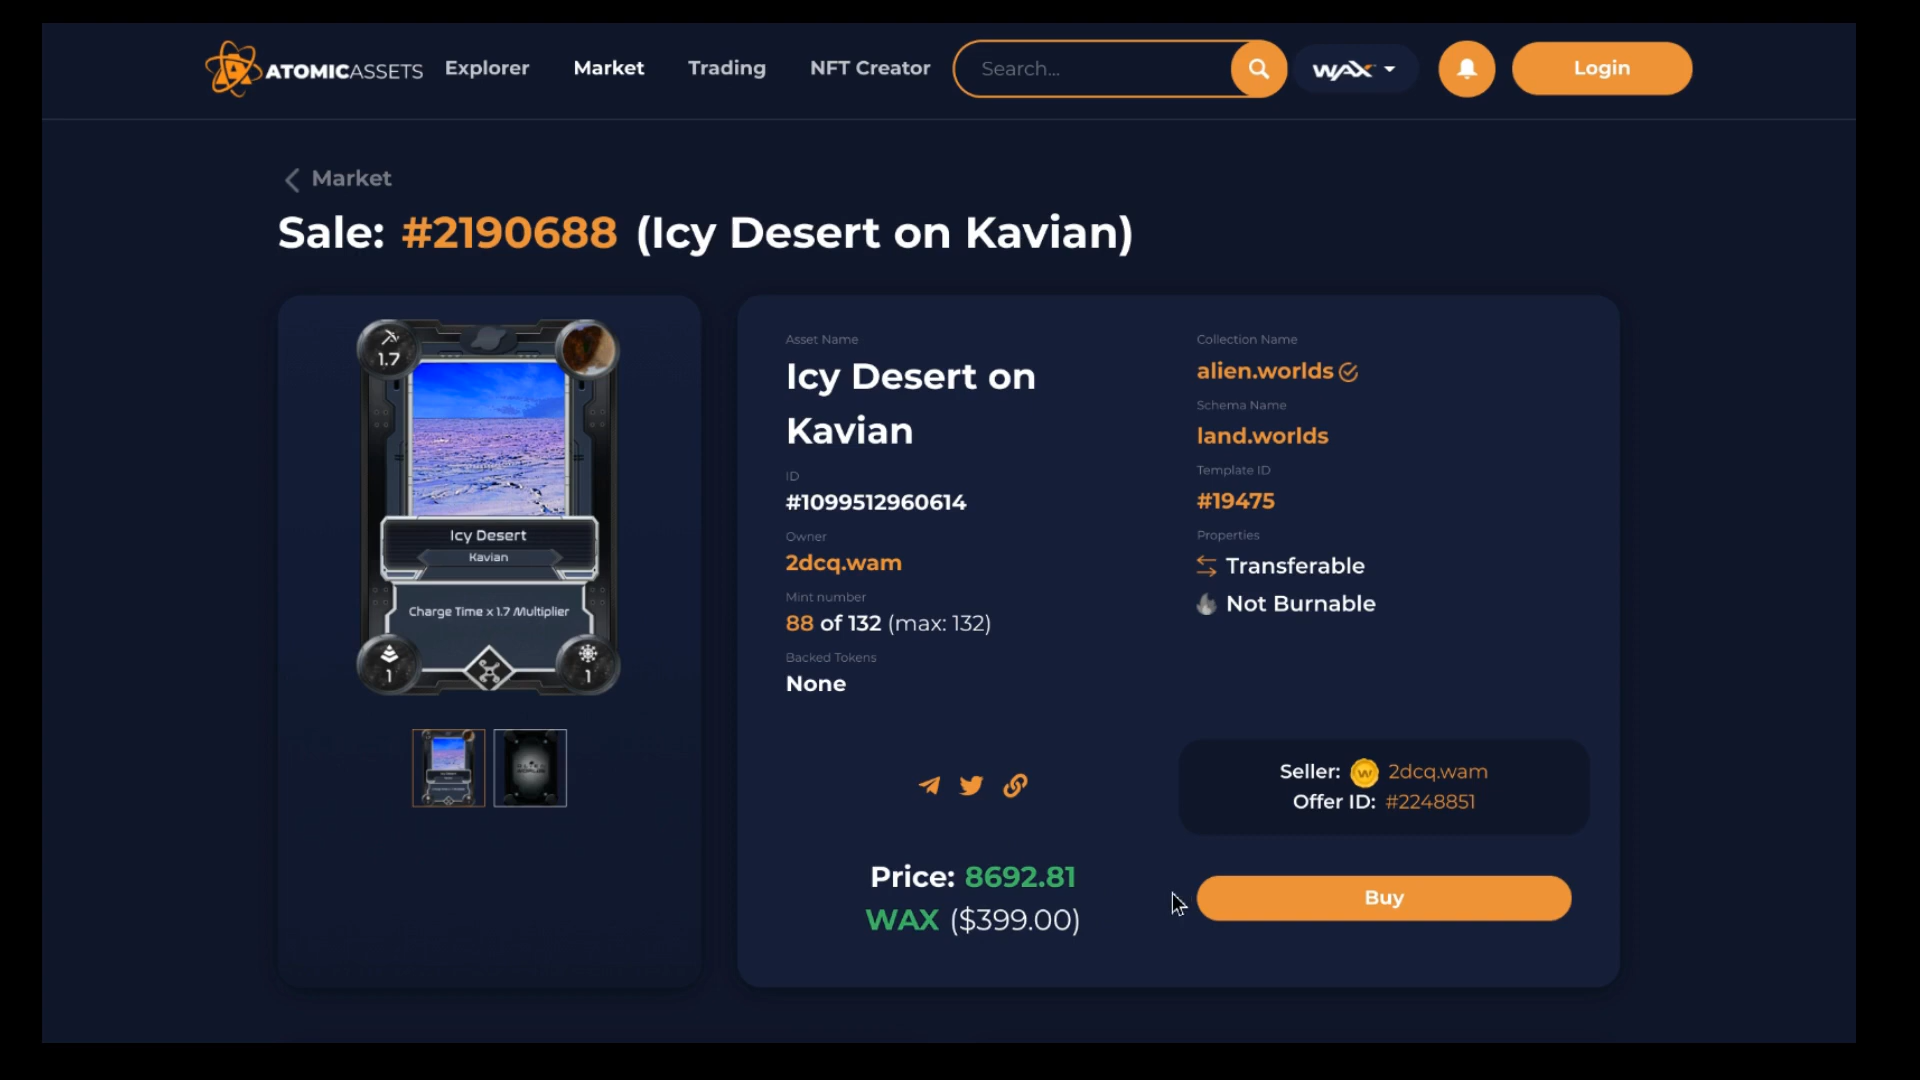 ATOMICASSETS Explorer Market Trading NFT Creator Search... WAX Login
Market
Sale: #2190688 (Icy Desert on Kavian)
1.7
Icy Desert
Kavian
Charge Time x 1.7 Multiplier
1 1
Asset Name
Icy Desert on
Kavian
ID
#1099512960614
Owner
2dcq.wam
Mint number
88 of 132 (max: 132)
Backed Tokens
None
Collection Name
alien.worlds
Schema Name
land.worlds
Template ID
#19475
Properties
Transferable
Not Burnable
Seller: W 2dcq.wam
Offer ID: #2248851
Price: 8692.81
WAX ($399.00)
Buy